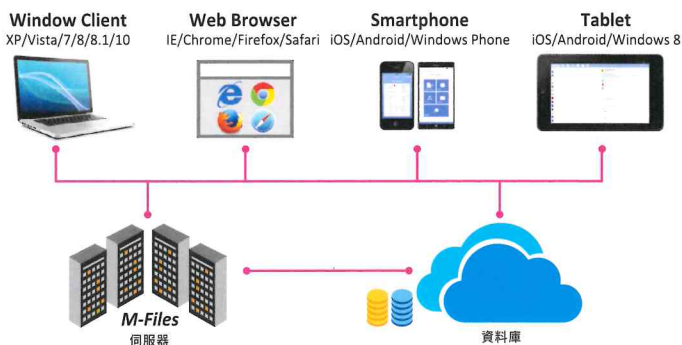 Window Client
XP/Vista/7/8/8.1/10
Web Browser
IE/Chrome/Firefox/Safari
Smartphone
iOS/Android/Windows Phone
Tablet
iOS/Android/Windows 8
M-Files
伺服器
資料庫